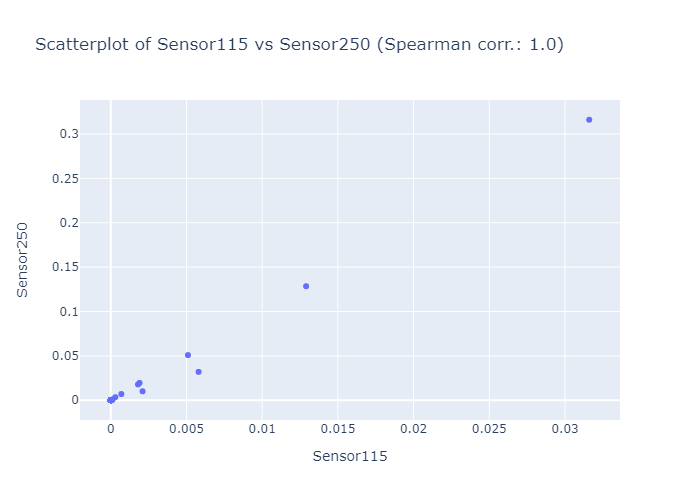 Scatterplot of Sensor115 vs Sensor250 (Spearman corr.: 1.0)
0.3
0.25
0.2
0.15
0.1
0.05
0
Sensor250
0 0.005 0.01 0.015 0.02 0.025 0.03
Sensor115